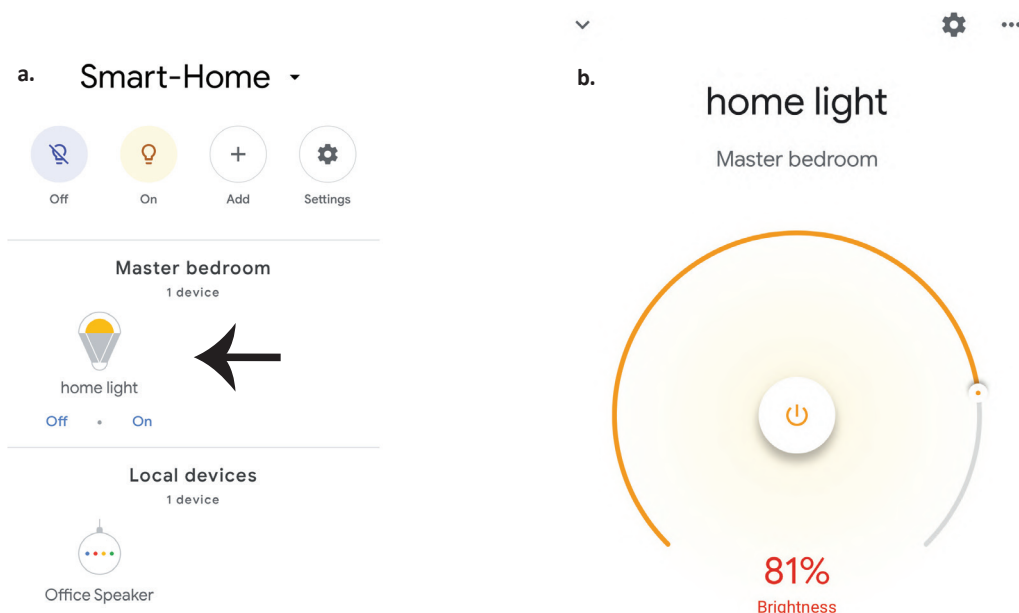 a.
Smart-Home
Off
On
Add
Settings
Master bedroom
1 device
home light
Off • On
Local devices
1 device
Office Speaker
b.
home light
Master bedroom
81%
Brightness